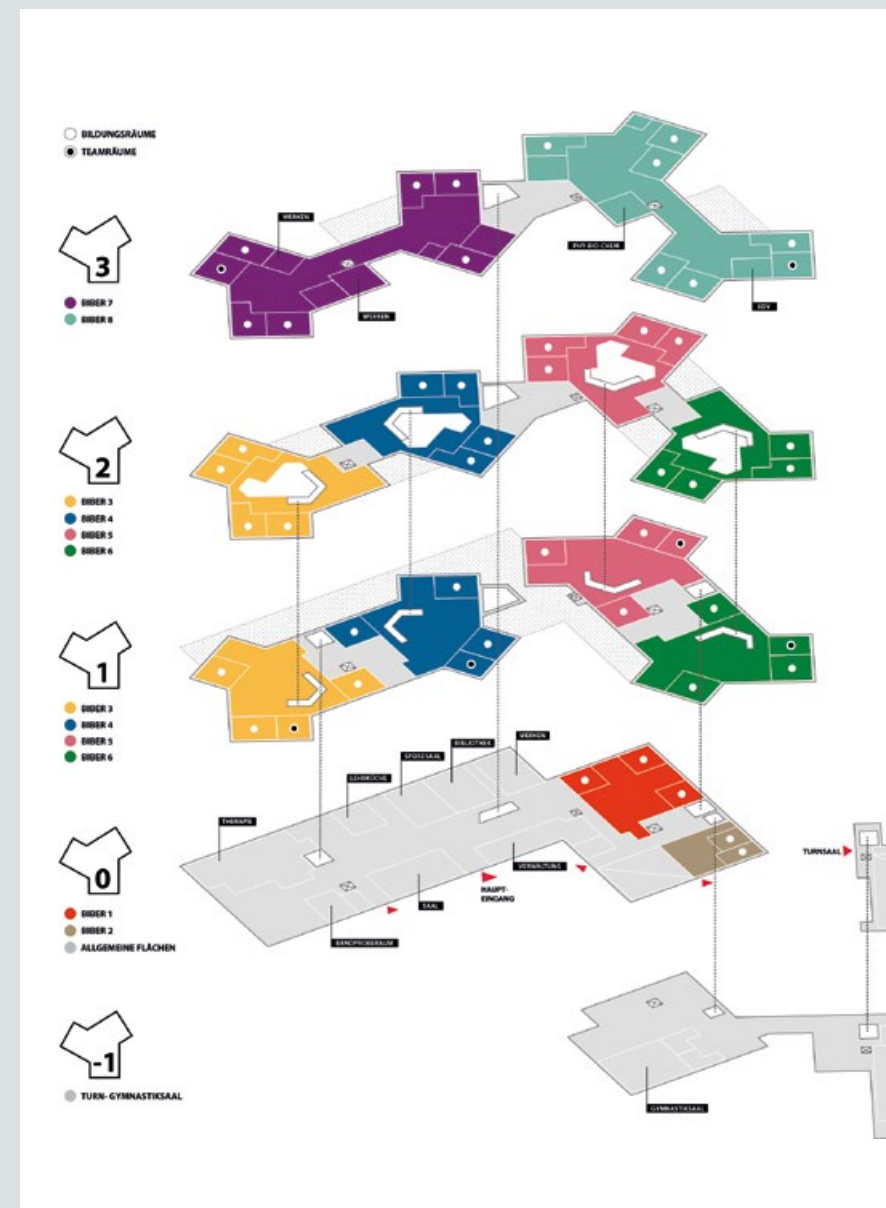 BILDUNGSRÄUME
TEAMRÄUME
WERKEN
3
PHY-BIO-CHEM
BIBER 7
BIBER 8
EDV
WERKEN
2
BIBER 3
BIBER 4
BIBER 5
BIBER 6
1
BIBER 3
BIBER 4
BIBER 5
BIBER 6
WERKEN
BIBLIOTHEK
SPEISESAAL
LEHRKÜCHE
THERAPIE
TURNSAAL
0
VERWALTUNG
HAUPT-
EINGANG
SAAL
BIBER 1
BIBER 2
BANDPROBERAUM
ALLGEMEINE FLÄCHEN
-1
TURN- GYMNASTIKSAAL
GYMNASTIKSAAL